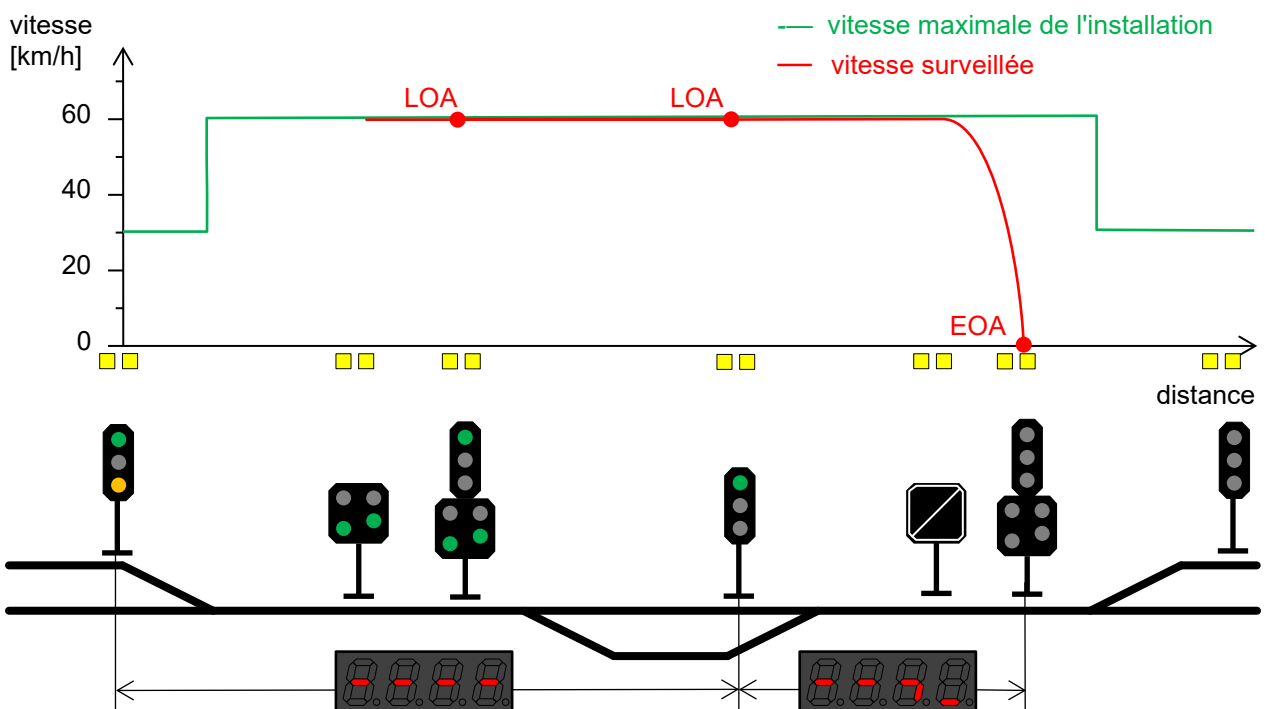 vitesse
[km/h]
vitesse maximale de l'installation
vitesse surveillée
LOA
LOA
60
40
20
EOA
0
distance
- - - -